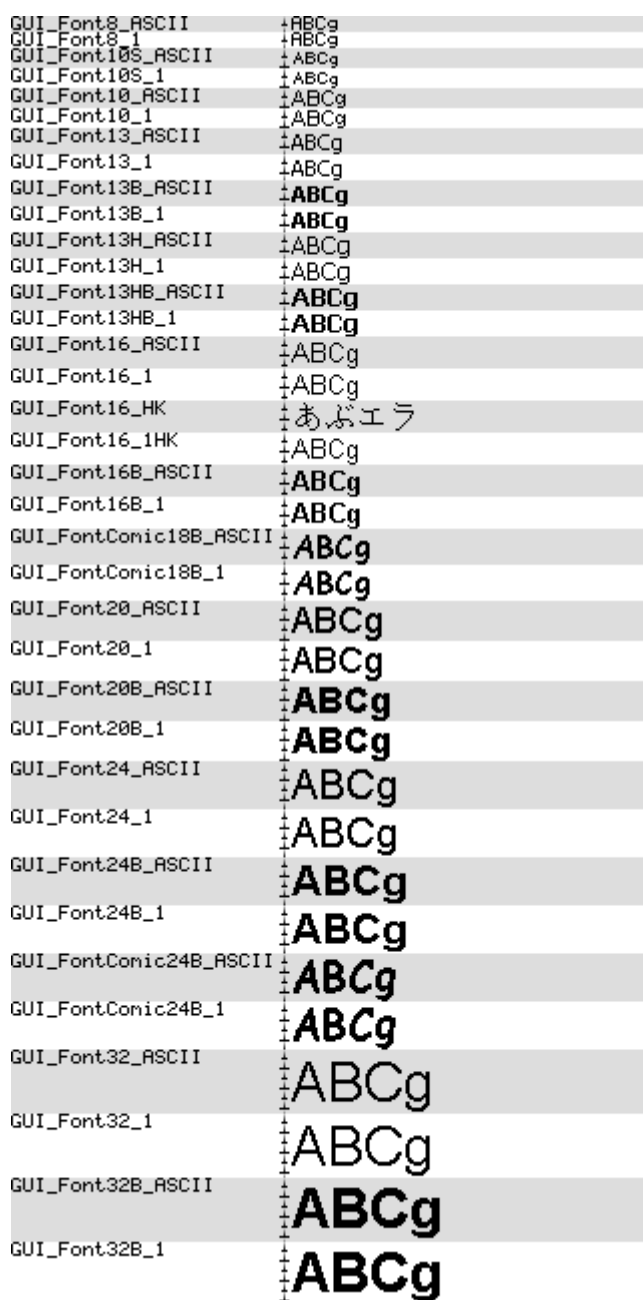 GUI_Font8_ASCII ABCg
GUI_Font8_1 ABCg
GUI_Font10S_ASCII ABCg
GUI_Font10S_1 ABCg
GUI_Font10_ASCII ABCg
GUI_Font10_1 ABCg
GUI_Font13_ASCII ABCg
GUI_Font13_1 ABCg
GUI_Font13B_ASCII ABCg
GUI_Font13B_1 ABCg
GUI_Font13H_ASCII ABCg
GUI_Font13H_1 ABCg
GUI_Font13HB_ASCII ABCg
GUI_Font13HB_1 ABCg
GUI_Font16_ASCII ABCg
GUI_Font16_1 ABCg
GUI_Font16_HK あぶエラ
GUI_Font16_1HK ABCg
GUI_Font16B_ASCII ABCg
GUI_Font16B_1 ABCg
GUI_FontComic18B_ASCII ABCg
GUI_FontComic18B_1 ABCg
GUI_Font20_ASCII ABCg
GUI_Font20_1 ABCg
GUI_Font20B_ASCII ABCg
GUI_Font20B_1 ABCg
GUI_Font24_ASCII ABCg
GUI_Font24_1 ABCg
GUI_Font24B_ASCII ABCg
GUI_Font24B_1 ABCg
GUI_FontComic24B_ASCII ABCg
GUI_FontComic24B_1 ABCg
GUI_Font32_ASCII ABCg
GUI_Font32_1 ABCg
GUI_Font32B_ASCII ABCg
GUI_Font32B_1 ABCg